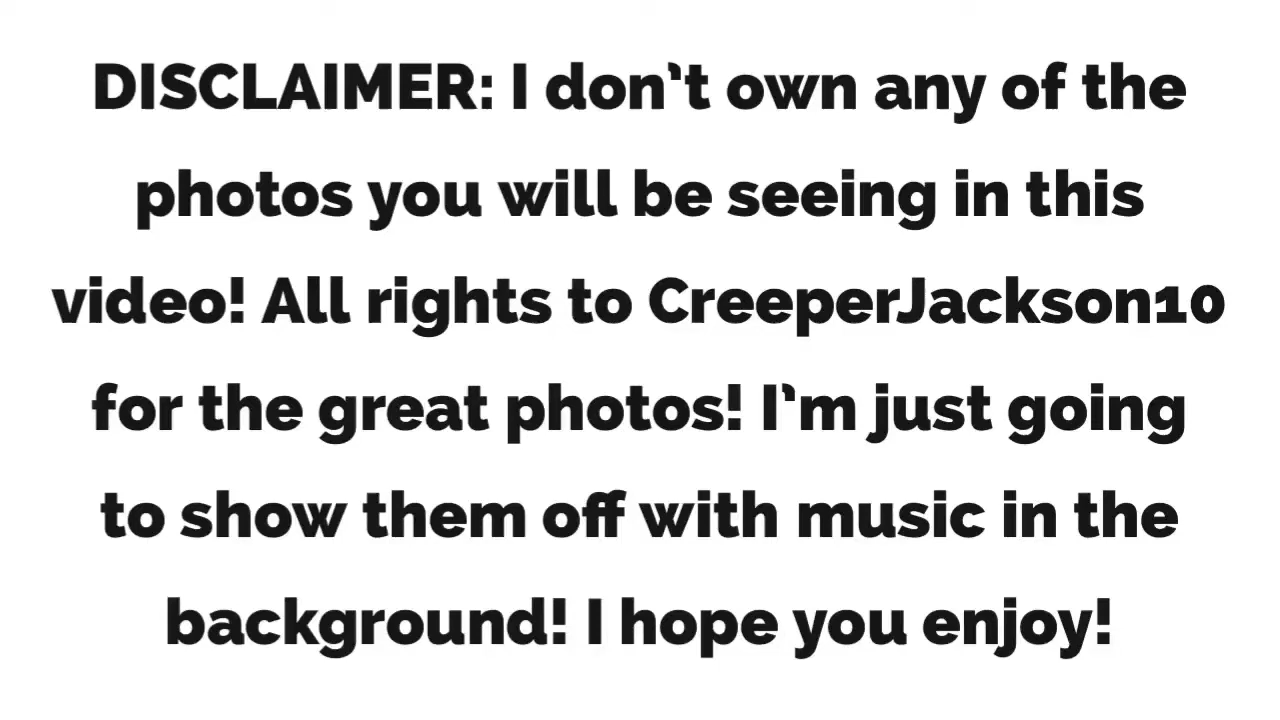 DISCLAIMER: I don’t own any of the
photos you will be seeing in this
video! All rights to CreeperJackson10
for the great photos! I’m just going
to show them off with music in the
background! I hope you enjoy!